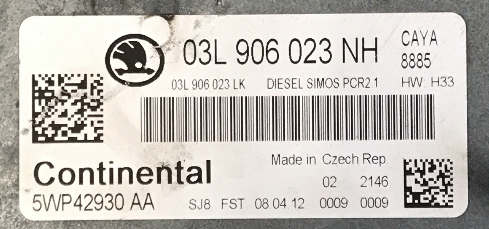 03L 906 023 NH CAYA
8885
03L 906 023 LK DIESEL SIMOS PCR2 1 HW H33
Continental Made in Czech Rep.
02 2146
5WP42930 AA SJ8 FST 08 04 12 0009 0009